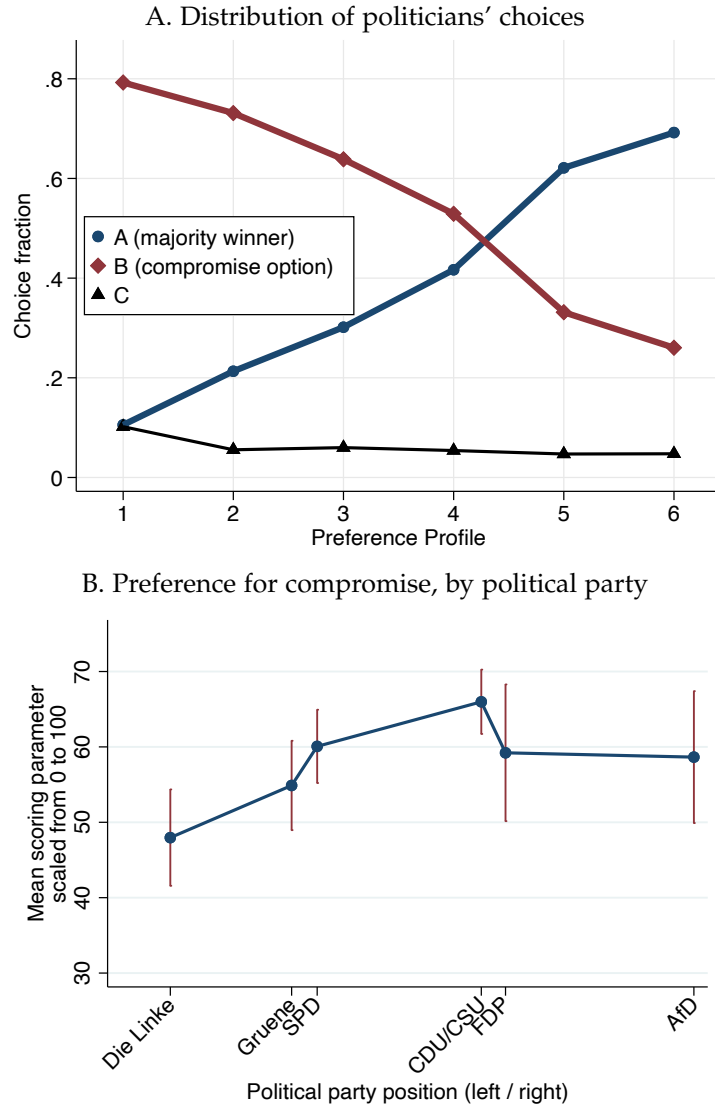 A. Distribution of politicians’ choices
.8
.6
.4
.2
0
Choice fraction
A (majority winner)
B (compromise option)
C
1 2 3 4 5 6
Preference Profile
B. Preference for compromise, by political party
70
60
50
40
30
Mean scoring parameter
scaled from 0 to 100
Die Linke Gruene SPD CDU/CSU FDP AfD
Political party position (left / right)